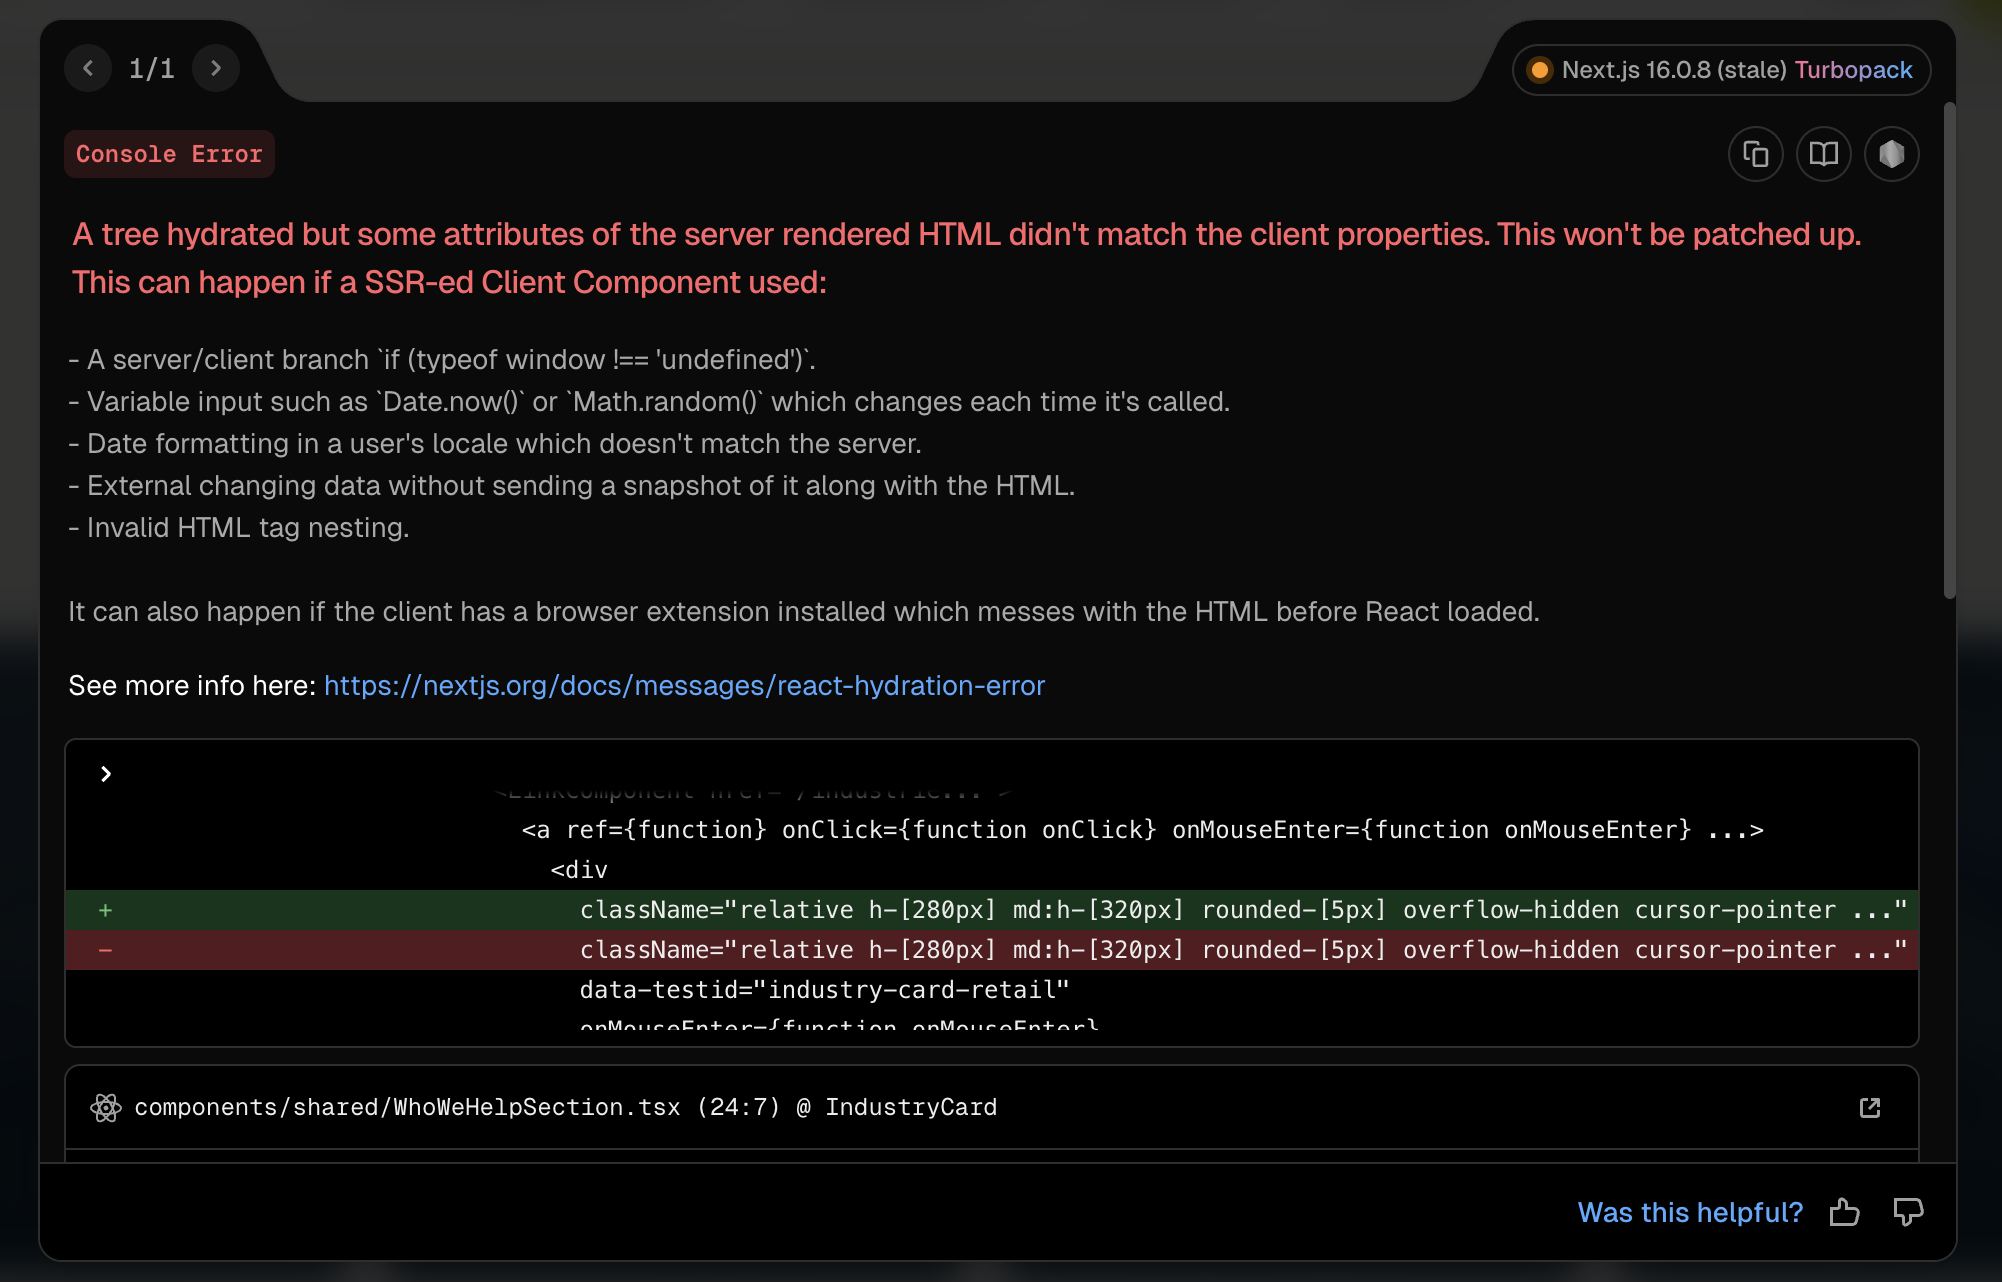 1/1
Next.js 16.0.8 (stale) Turbopack
Console Error
A tree hydrated but some attributes of the server rendered HTML didn't match the client properties. This won't be patched up.
This can happen if a SSR-ed Client Component used:
- A server/client branch `if (typeof window !== 'undefined')`.
- Variable input such as `Date.now()` or `Math.random()` which changes each time it's called.
- Date formatting in a user's locale which doesn't match the server.
- External changing data without sending a snapshot of it along with the HTML.
- Invalid HTML tag nesting.
It can also happen if the client has a browser extension installed which messes with the HTML before React loaded.
See more info here: https://nextjs.org/docs/messages/react-hydration-error
<a ref={function} onClick={function onClick} onMouseEnter={function onMouseEnter} ...>
<div
+ className="relative h-[280px] md:h-[320px] rounded-[5px] overflow-hidden cursor-pointer ..."
- className="relative h-[280px] md:h-[320px] rounded-[5px] overflow-hidden cursor-pointer ..."
data-testid="industry-card-retail"
onMouseEnter={function onMouseEnter}
components/shared/WhoWeHelpSection.tsx (24:7) @ IndustryCard
Was this helpful?